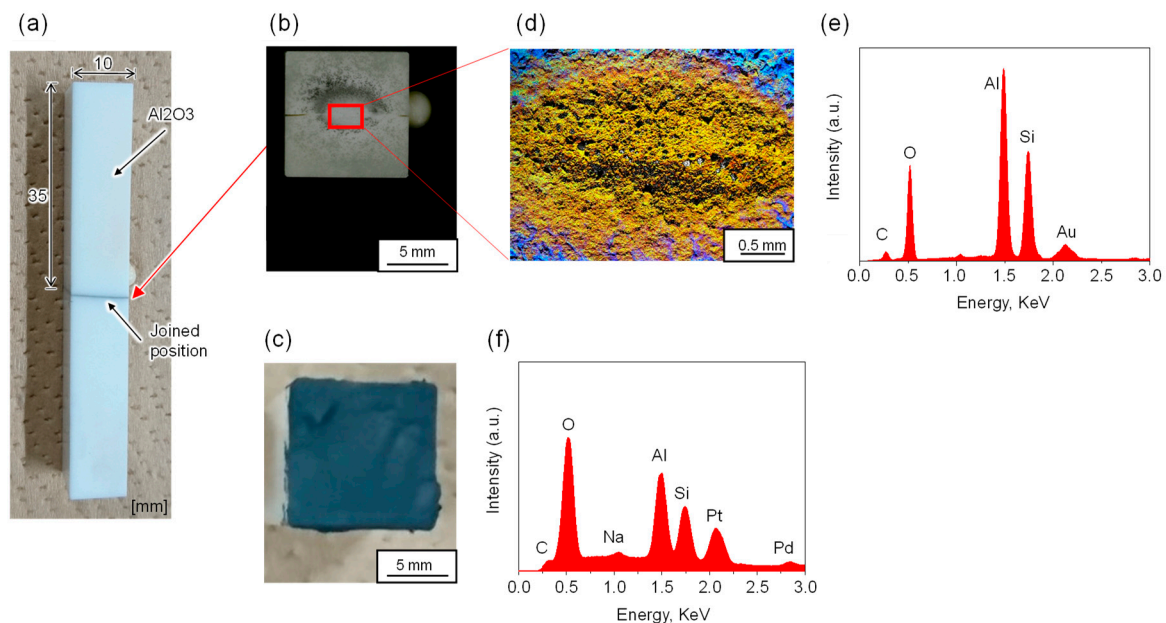 (a)
10
Al2O3
35
Joined
position
[mm]
(b)
5 mm
(c)
5 mm
(d)
0.5 mm
(e)
Intensity (a.u.)
C
O
Al
Si
Au
0.0 0.5 1.0 1.5 2.0 2.5 3.0
Energy, KeV
(f)
Intensity (a.u.)
C
O
Na
Al
Si
Pt
Pd
0.0 0.5 1.0 1.5 2.0 2.5 3.0
Energy, KeV